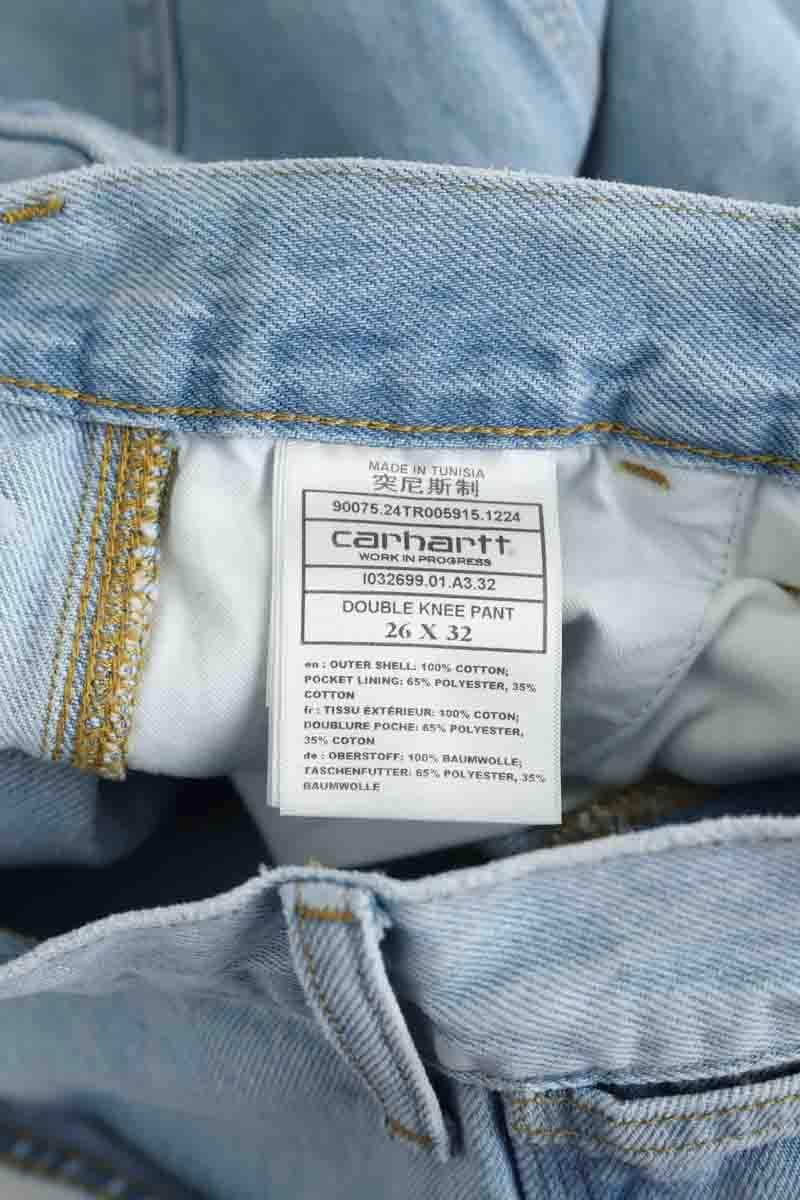 MADE IN TUNISIA
突尼斯制
90075.24TR005915.1224
carhartt
WORK IN PROGRESS
I032699.01.A3.32
DOUBLE KNEE PANT
26 X 32
en : OUTER SHELL: 100% COTTON;
POCKET LINING: 65% POLYESTER, 35%
COTTON
fr : TISSU EXTÉRIEUR: 100% COTON;
DOUBLURE POCHE: 65% POLYESTER,
35% COTON
de : OBERSTOFF: 100% BAUMWOLLE;
TASCHENFUTTER: 65% POLYESTER, 35%
BAUMWOLLE